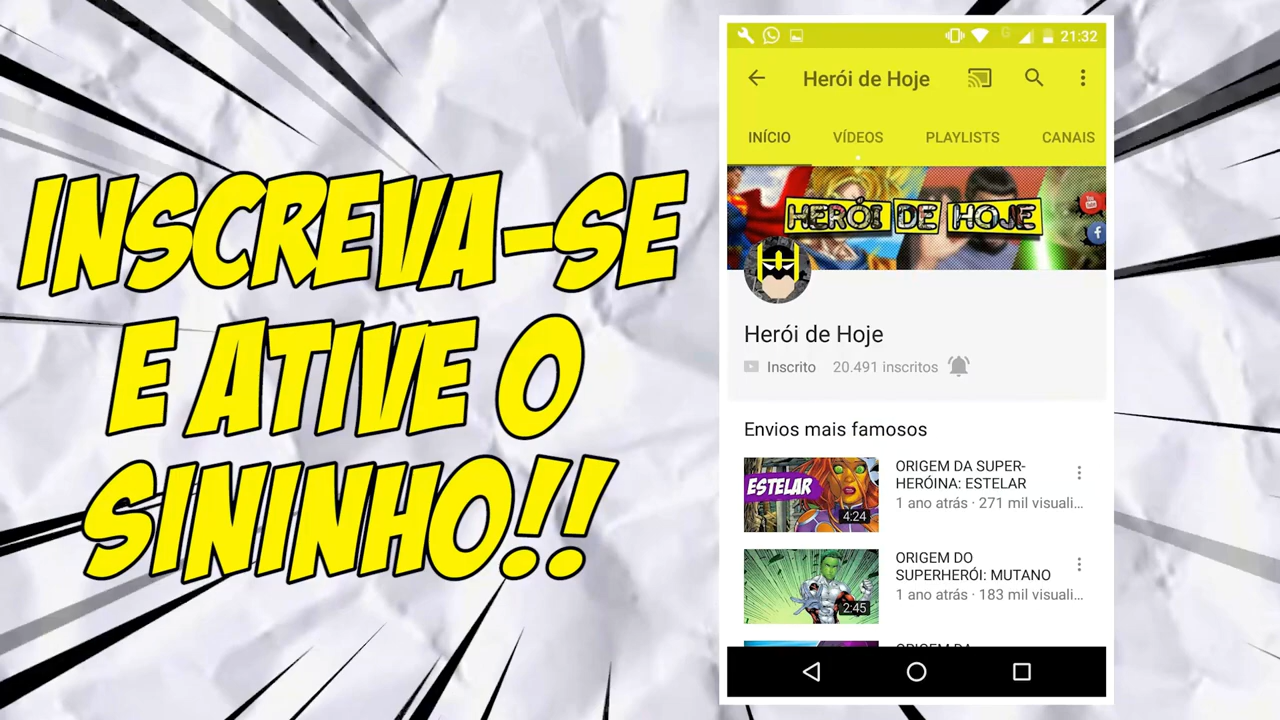 INSCREVA-SE
E ATIVE O
SININHO!!
21:32
Herói de Hoje
INÍCIO VÍDEOS PLAYLISTS CANAIS
HERÓI DE HOJE
Herói de Hoje
Inscrito 20.491 inscritos
Envios mais famosos
ESTELAR
4:24
ORIGEM DA SUPER-
HERÓINA: ESTELAR
1 ano atrás · 271 mil visuali...
2:45
ORIGEM DO
SUPERHERÓI: MUTANO
1 ano atrás · 183 mil visuali...